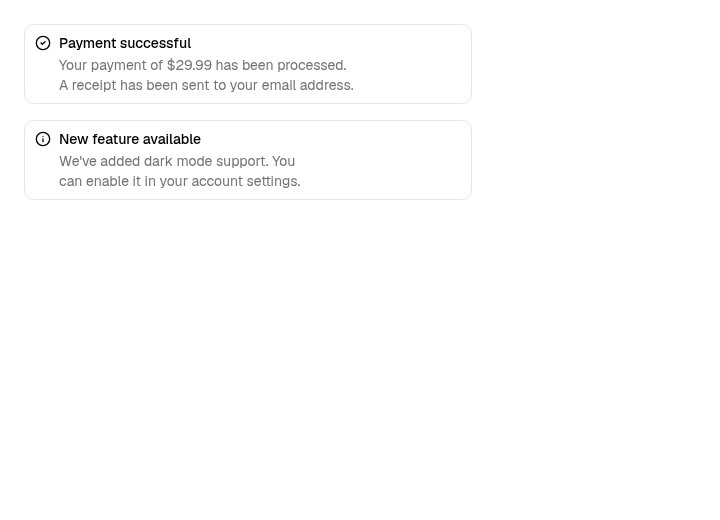 Payment successful
Your payment of $29.99 has been processed.
A receipt has been sent to your email address.
New feature available
We've added dark mode support. You
can enable it in your account settings.